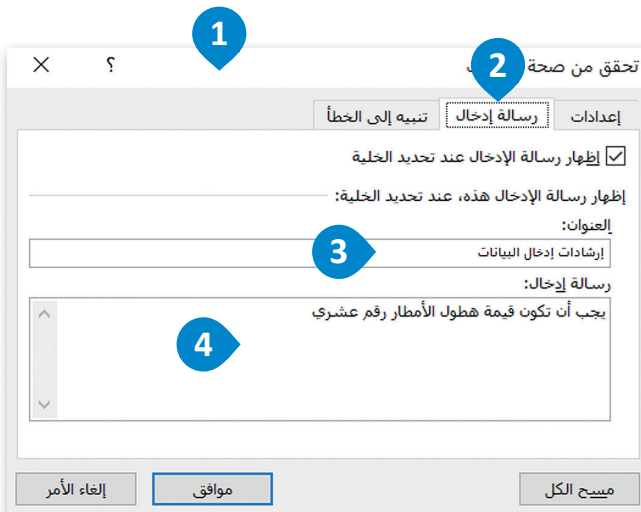 1
تحقق من صحة
2
؟
إعدادات
رسالة إدخال
تنبيه إلى الخطأ
إظهار رسالة الإدخال عند تحديد الخلية
إظهار رسالة الإدخال هذه، عند تحديد الخلية:
العنوان:
إرشادات إدخال البيانات
3
رسالة إدخال:
يجب أن تكون قيمة هطول الأمطار رقم عشري
4
مسح الكل
موافق
إلغاء الأمر